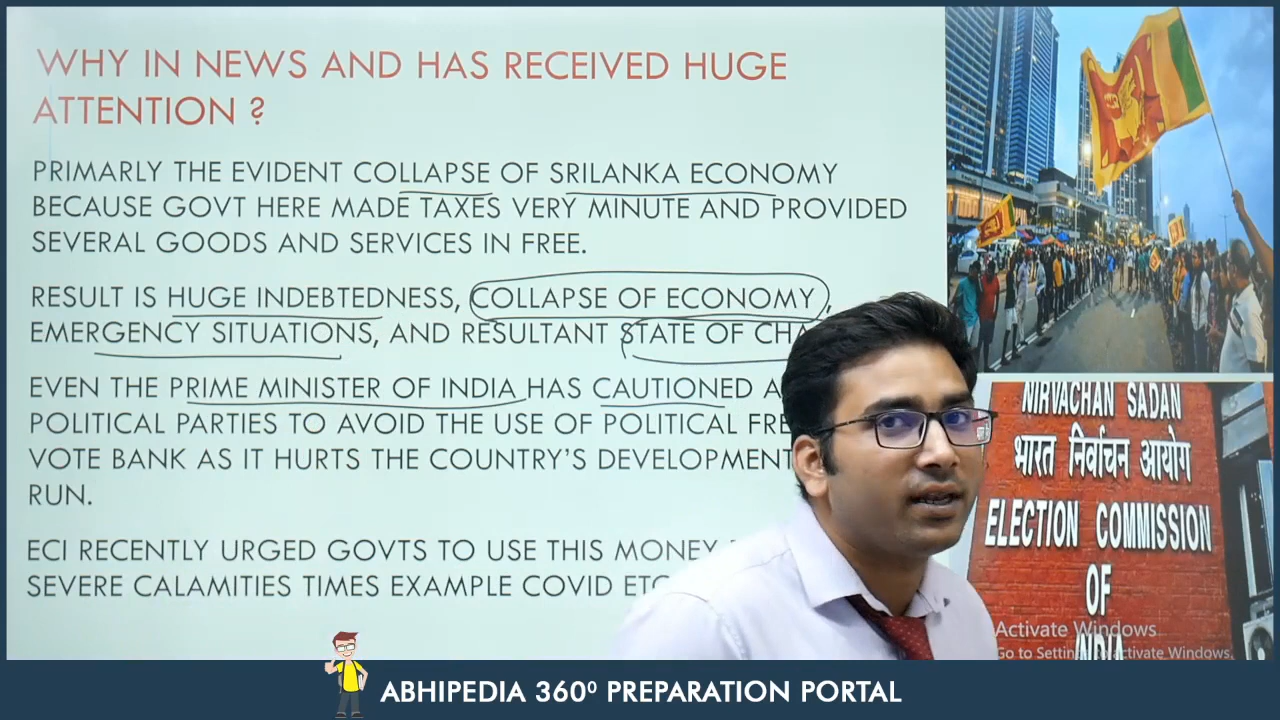 WHY IN NEWS AND HAS RECEIVED HUGE
ATTENTION ?
PRIMARLY THE EVIDENT COLLAPSE OF SRILANKA ECONOMY
BECAUSE GOVT HERE MADE TAXES VERY MINUTE AND PROVIDED
SEVERAL GOODS AND SERVICES IN FREE.
RESULT IS HUGE INDEBTEDNESS, COLLAPSE OF ECONOMY,
EMERGENCY SITUATIONS, AND RESULTANT STATE OF
EVEN THE PRIME MINISTER OF INDIA HAS CAUTIONED
POLITICAL PARTIES TO AVOID THE USE OF POLITICAL
VOTE BANK AS IT HURTS THE COUNTRY'S DEVELOPMENT
RUN.
ECI RECENTLY URGED GOVTS TO USE THIS MONEY
SEVERE CALAMITIES TIMES EXAMPLE COVID ETC
NIRVACHAN SADAN
भारत निर्वाचन आयोग
ELECTION COMMISSION
OF
INDIA
Activate Windows
Go to Settings to activate Windows.
ABHIPEDIA 360⁰ PREPARATION PORTAL